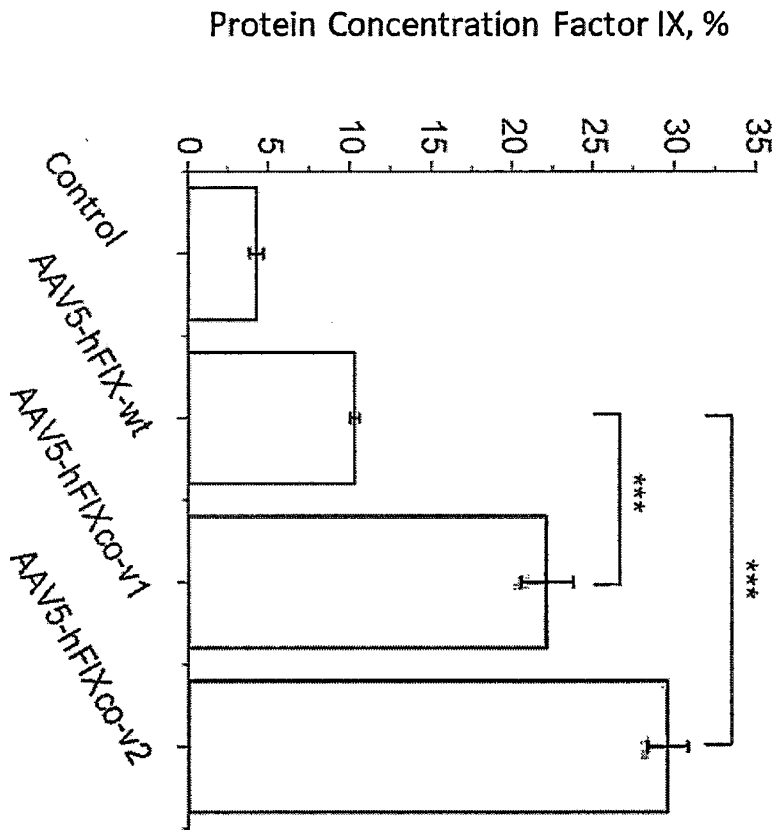 Protein Concentration Factor IX, %
35
30
25
20
15
10
5
0
***
***
Control
AAV5-hFIX-wt
AAV5-hFIXco-v1
AAV5-hFIXco-v2